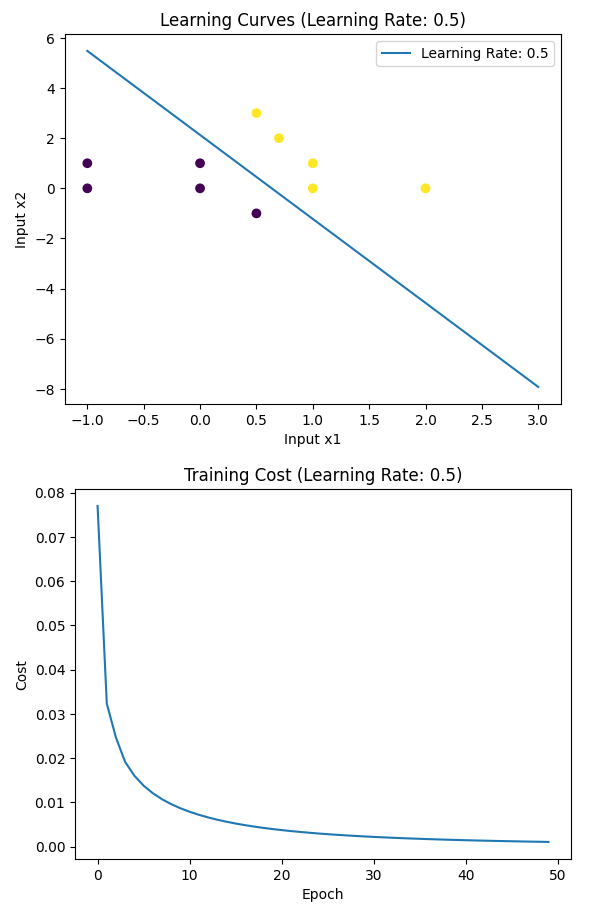 Learning Curves (Learning Rate: 0.5)
Learning Rate: 0.5
6
4
2
0
−2
−4
−6
−8
Input x2
−1.0 −0.5 0.0 0.5 1.0 1.5 2.0 2.5 3.0
Input x1
Training Cost (Learning Rate: 0.5)
0.08
0.07
0.06
0.05
0.04
0.03
0.02
0.01
0.00
Cost
0 10 20 30 40 50
Epoch